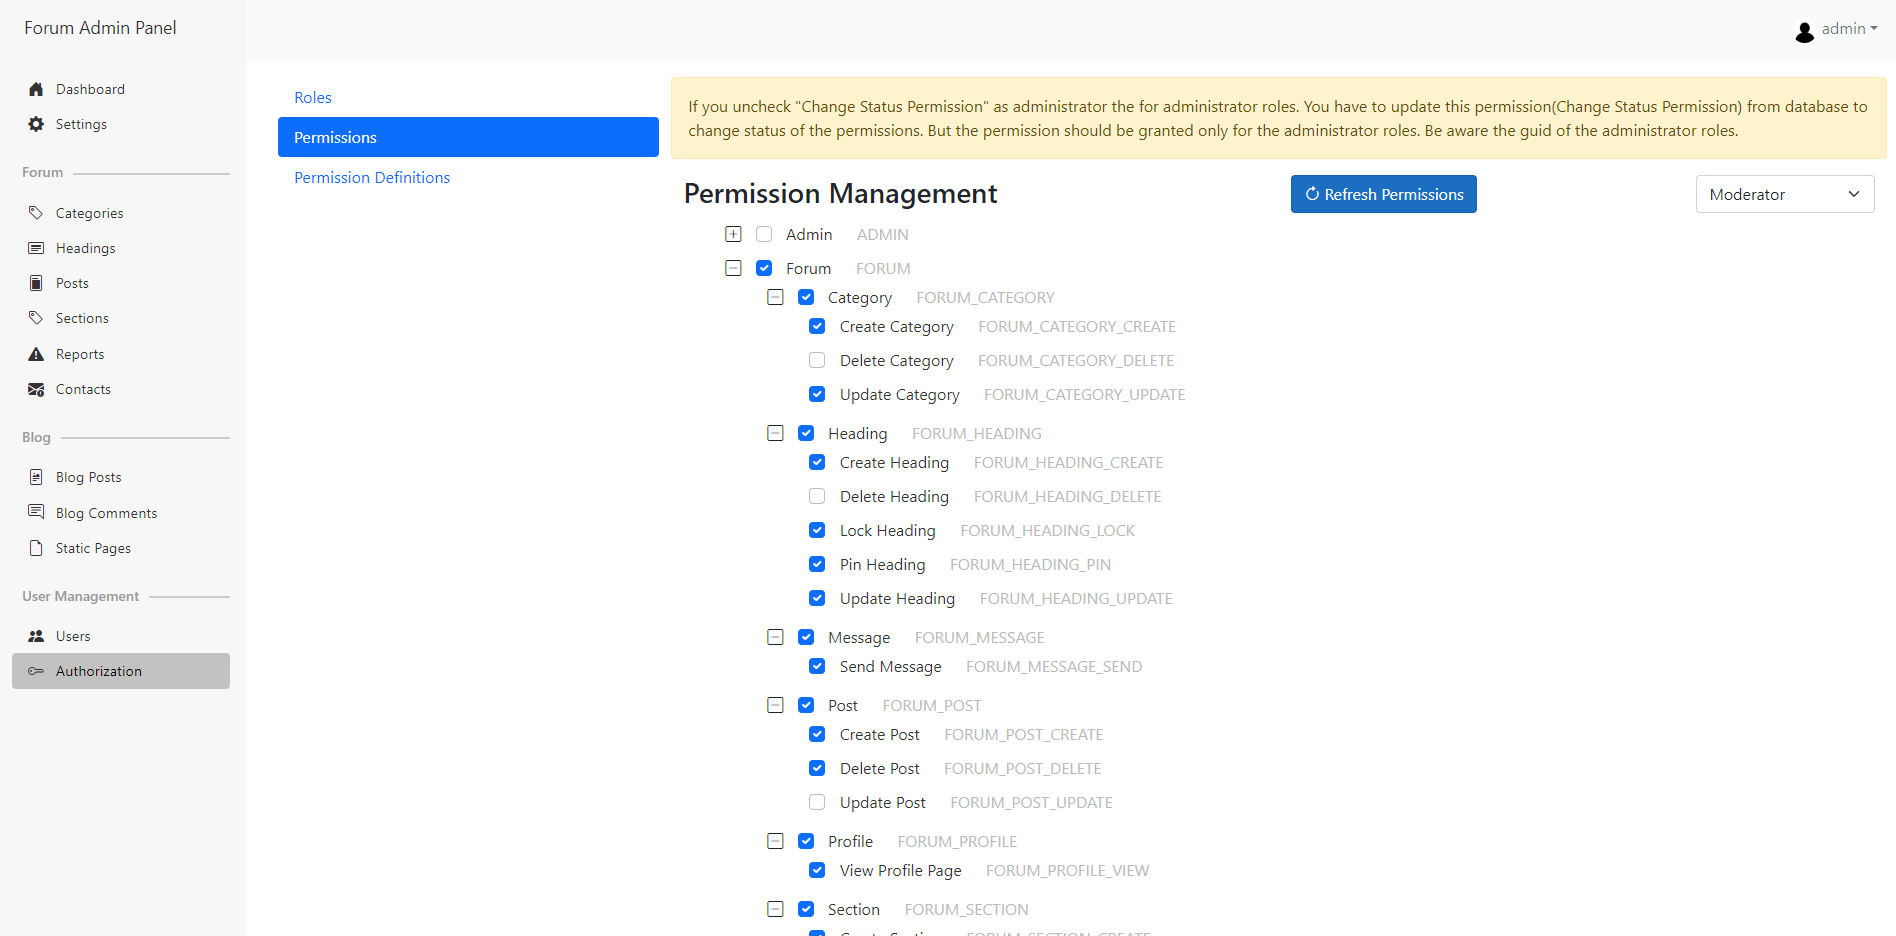 Forum Admin Panel
admin
Dashboard
Settings
Forum
Categories
Headings
Posts
Sections
Reports
Contacts
Blog
Blog Posts
Blog Comments
Static Pages
User Management
Users
Authorization
Roles
Permissions
Permission Definitions
If you uncheck "Change Status Permission" as administrator the for administrator roles. You have to update this permission(Change Status Permission) from database to
change status of the permissions. But the permission should be granted only for the administrator roles. Be aware the guid of the administrator roles.
Permission Management
Refresh Permissions
Moderator
Admin ADMIN
Forum FORUM
Category FORUM_CATEGORY
Create Category FORUM_CATEGORY_CREATE
Delete Category FORUM_CATEGORY_DELETE
Update Category FORUM_CATEGORY_UPDATE
Heading FORUM_HEADING
Create Heading FORUM_HEADING_CREATE
Delete Heading FORUM_HEADING_DELETE
Lock Heading FORUM_HEADING_LOCK
Pin Heading FORUM_HEADING_PIN
Update Heading FORUM_HEADING_UPDATE
Message FORUM_MESSAGE
Send Message FORUM_MESSAGE_SEND
Post FORUM_POST
Create Post FORUM_POST_CREATE
Delete Post FORUM_POST_DELETE
Update Post FORUM_POST_UPDATE
Profile FORUM_PROFILE
View Profile Page FORUM_PROFILE_VIEW
Section FORUM_SECTION